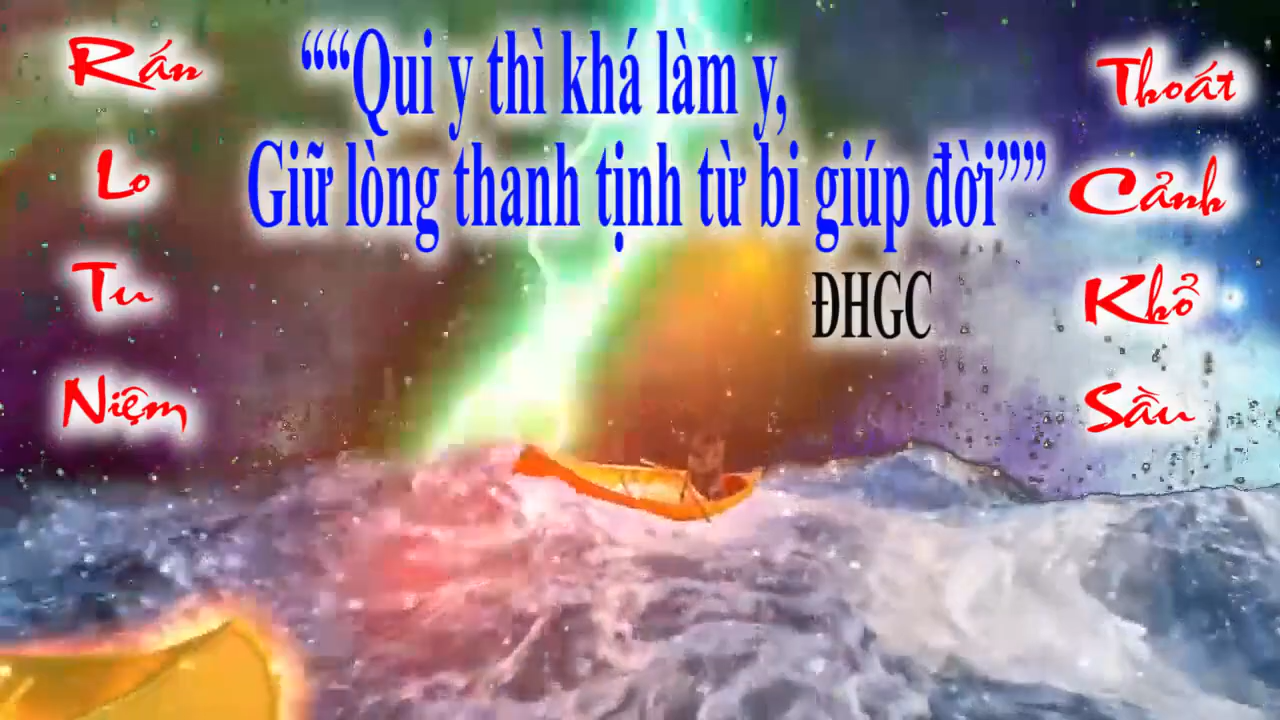 Rán
Lo
Tu
Niệm
““Qui y thì khá làm y,
Giữ lòng thanh tịnh từ bi giúp đời””
ĐHGC
Thoát
Cảnh
Khổ
Sầu